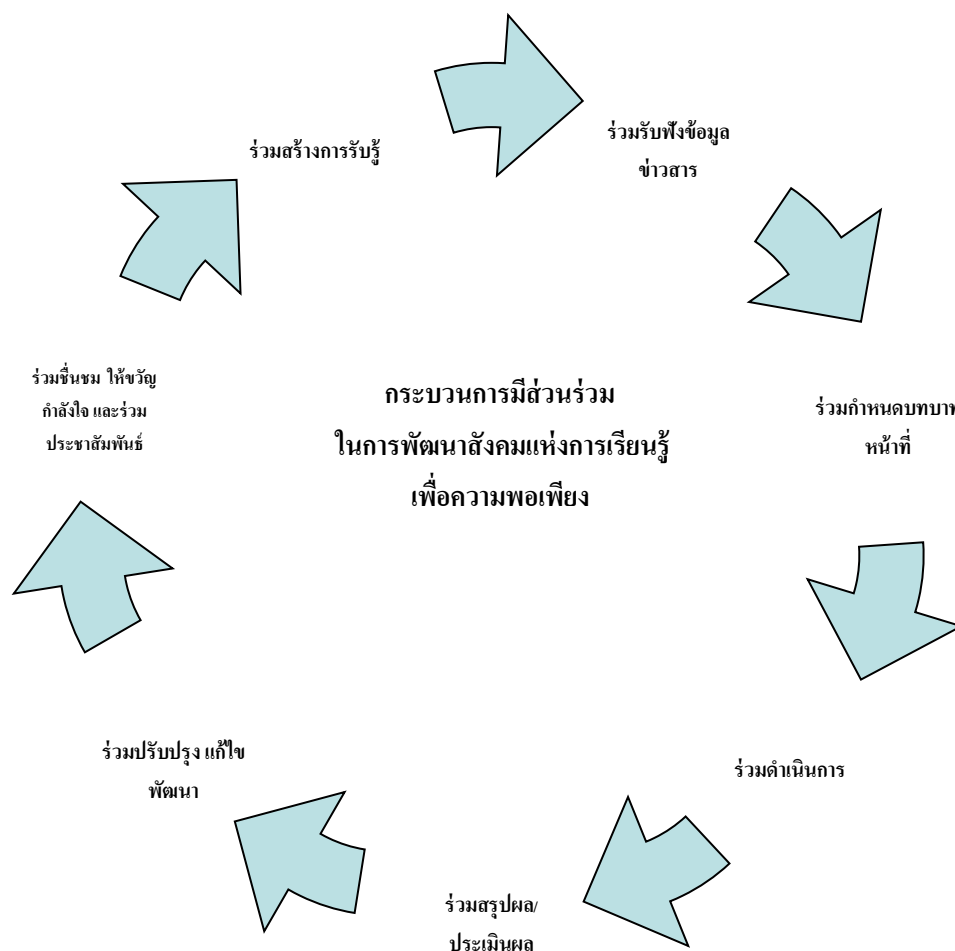 ร่วมสร้างการรับรู้
ร่วมรับฟังข้อมูล
ข่าวสาร
ร่วมกำหนดบทบาท
หน้าที่
ร่วมดำเนินการ
ร่วมสรุปผล/
ประเมินผล
ร่วมปรับปรุง แก้ไข
พัฒนา
ร่วมชื่นชม ให้ขวัญ
กำลังใจ และร่วม
ประชาสัมพันธ์
กระบวนการมีส่วนร่วม
ในการพัฒนาสังคมแห่งการเรียนรู้
เพื่อความพอเพียง